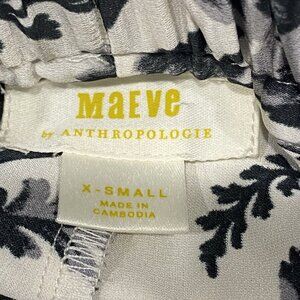 MaEVe
by ANTHROPOLOGIE
X-SMALL
MADE IN
CAMBODIA